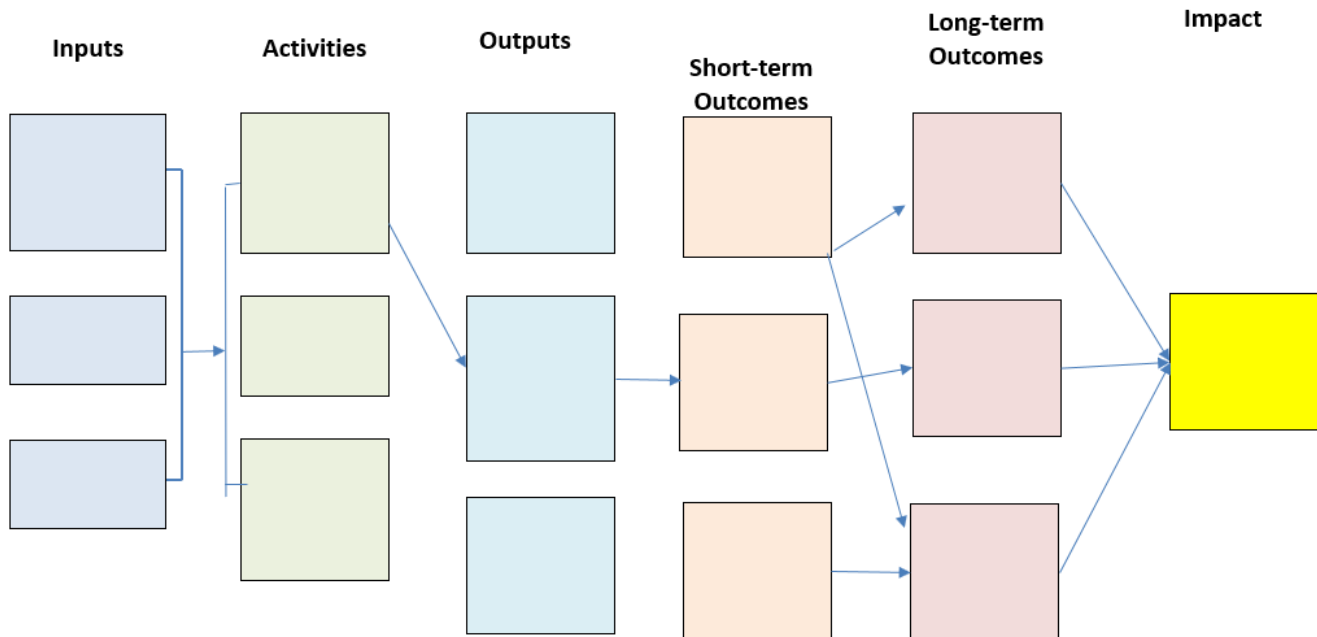 Inputs
Activities
Outputs
Short-term
Outcomes
Long-term
Outcomes
Impact